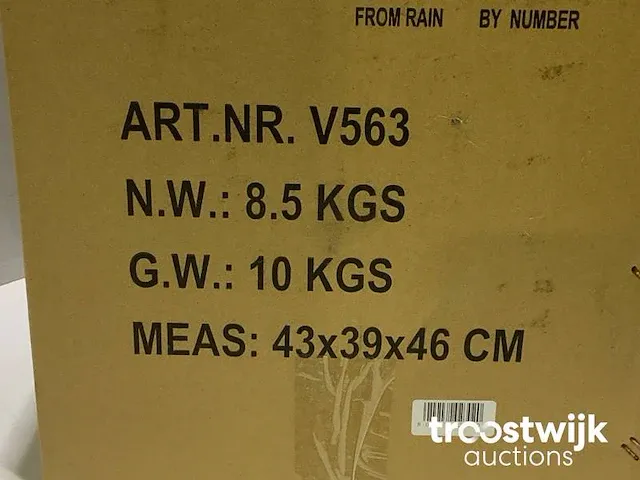 FROM RAIN BY NUMBER
ART.NR. V563
N.W.: 8.5 KGS
G.W.: 10 KGS
MEAS: 43x39x46 CM
troostwijk
auctions